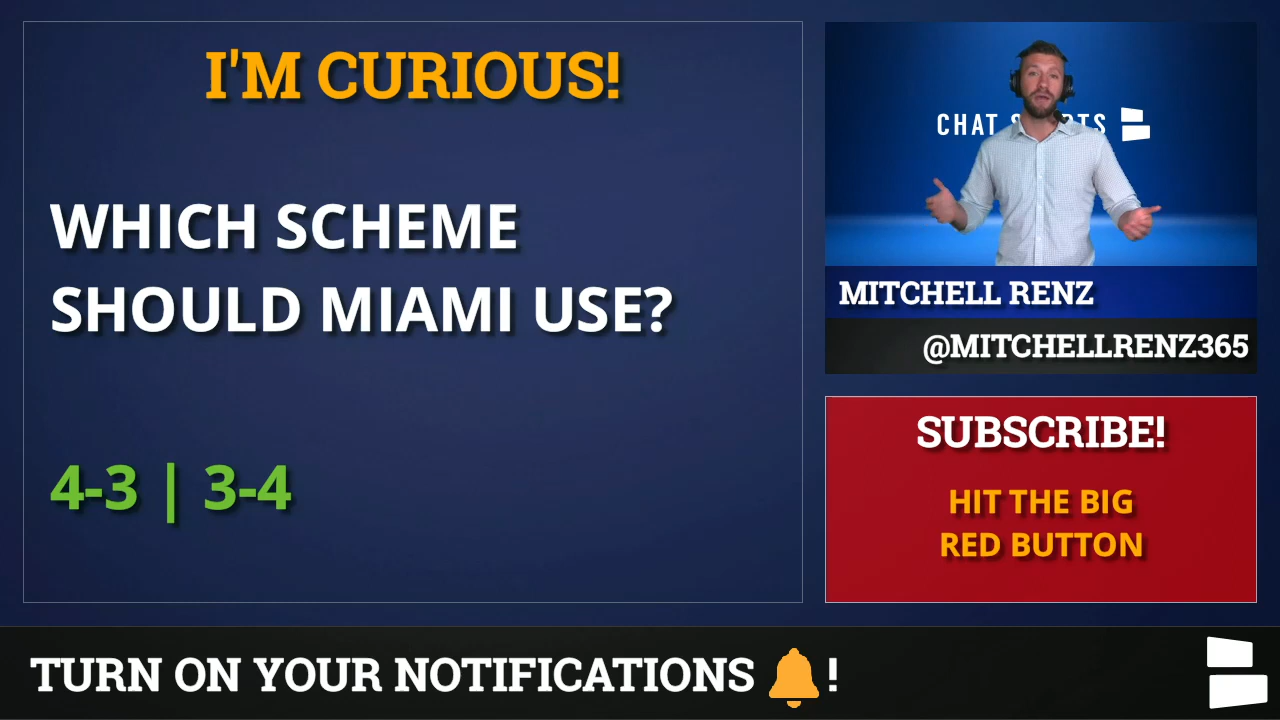 I'M CURIOUS!
WHICH SCHEME
SHOULD MIAMI USE?
4-3 | 3-4
CHAT S RTS
MITCHELL RENZ
@MITCHELLRENZ365
SUBSCRIBE!
HIT THE BIG
RED BUTTON
TURN ON YOUR NOTIFICATIONS !